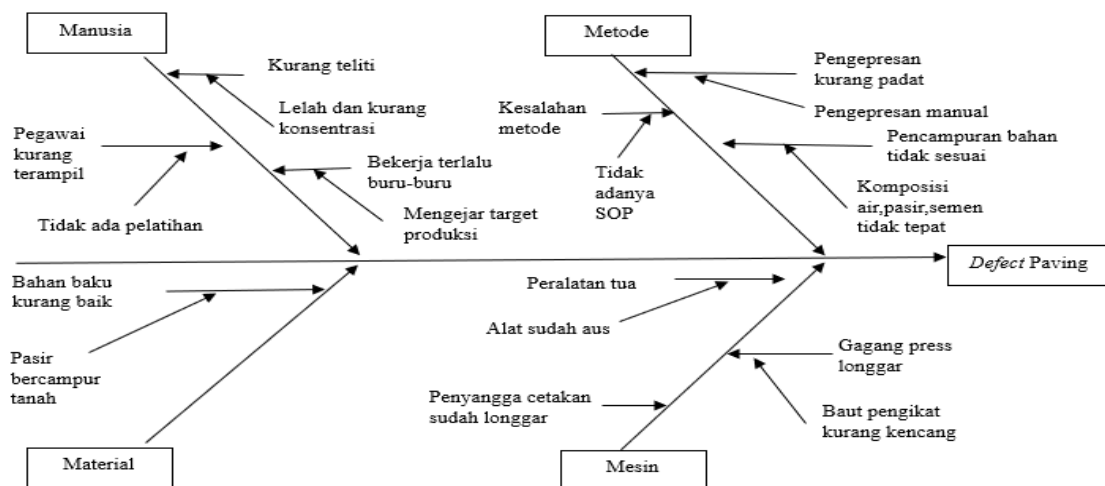 Manusia
Metode
Kurang teliti
Lelah dan kurang
konsentrasi
Pegawai
kurang
terampil
Tidak ada pelatihan
Bekerja terlalu
buru-buru
Mengejar target
produksi
Pengepresan
kurang padat
Pengepresan manual
Kesalahan
metode
Tidak
adanya
SOP
Pencampuran bahan
tidak sesuai
Komposisi
air,pasir,semen
tidak tepat
Defect Paving
Bahan baku
kurang baik
Pasir
bercampur
tanah
Peralatan tua
Alat sudah aus
Gagang press
longgar
Penyangga cetakan
sudah longgar
Baut pengikat
kurang kencang
Material
Mesin